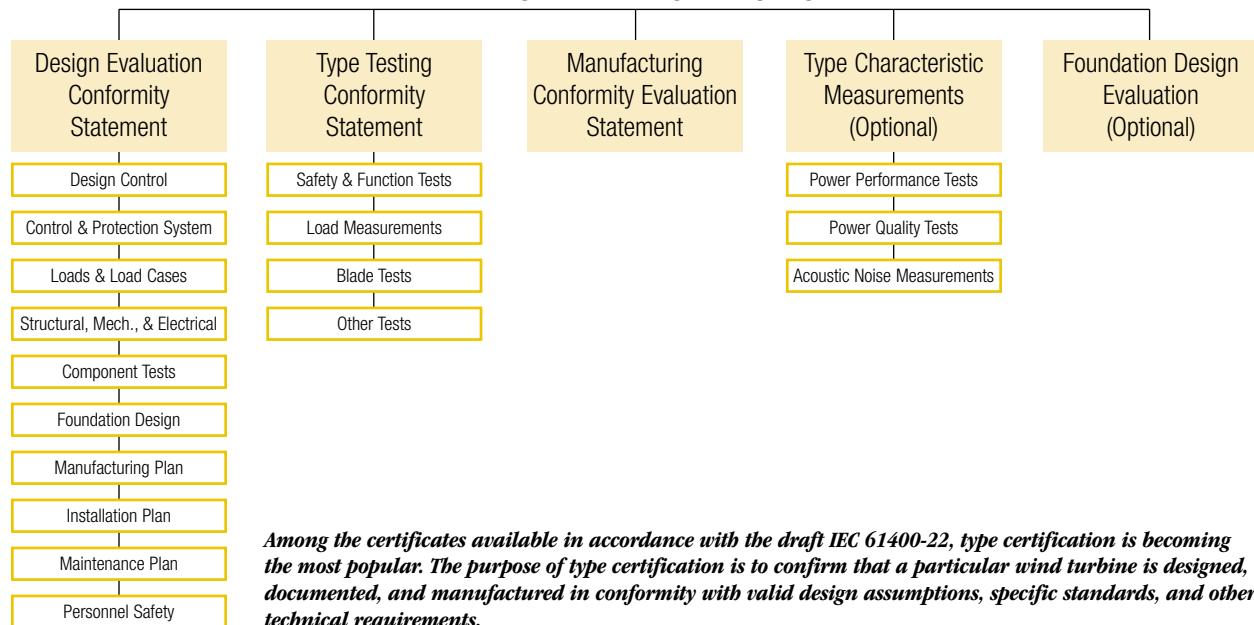 Design Evaluation
Conformity
Statement
Design Control
Control & Protection System
Loads & Load Cases
Structural, Mech., & Electrical
Component Tests
Foundation Design
Manufacturing Plan
Installation Plan
Maintenance Plan
Personnel Safety
Type Testing
Conformity
Statement
Safety & Function Tests
Load Measurements
Blade Tests
Other Tests
Manufacturing
Conformity Evaluation
Statement
Type Characteristic
Measurements
(Optional)
Power Performance Tests
Power Quality Tests
Acoustic Noise Measurements
Foundation Design
Evaluation
(Optional)
Among the certificates available in accordance with the draft IEC 61400-22, type certification is becoming
the most popular. The purpose of type certification is to confirm that a particular wind turbine is designed,
documented, and manufactured in conformity with valid design assumptions, specific standards, and other
technical requirements.